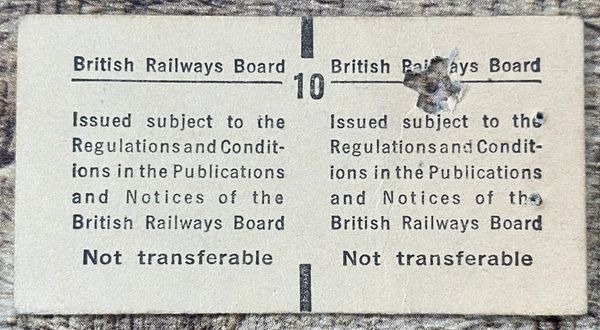 British Railways Board
Issued subject to the
Regulations and Condit-
ions in the Publications
and Notices of the
British Railways Board
Not transferable
10
British ays Board
Issued subject to the
Regulations and Condit-
ions in the Publications
and Notices of the
British Railways Board
Not transferable